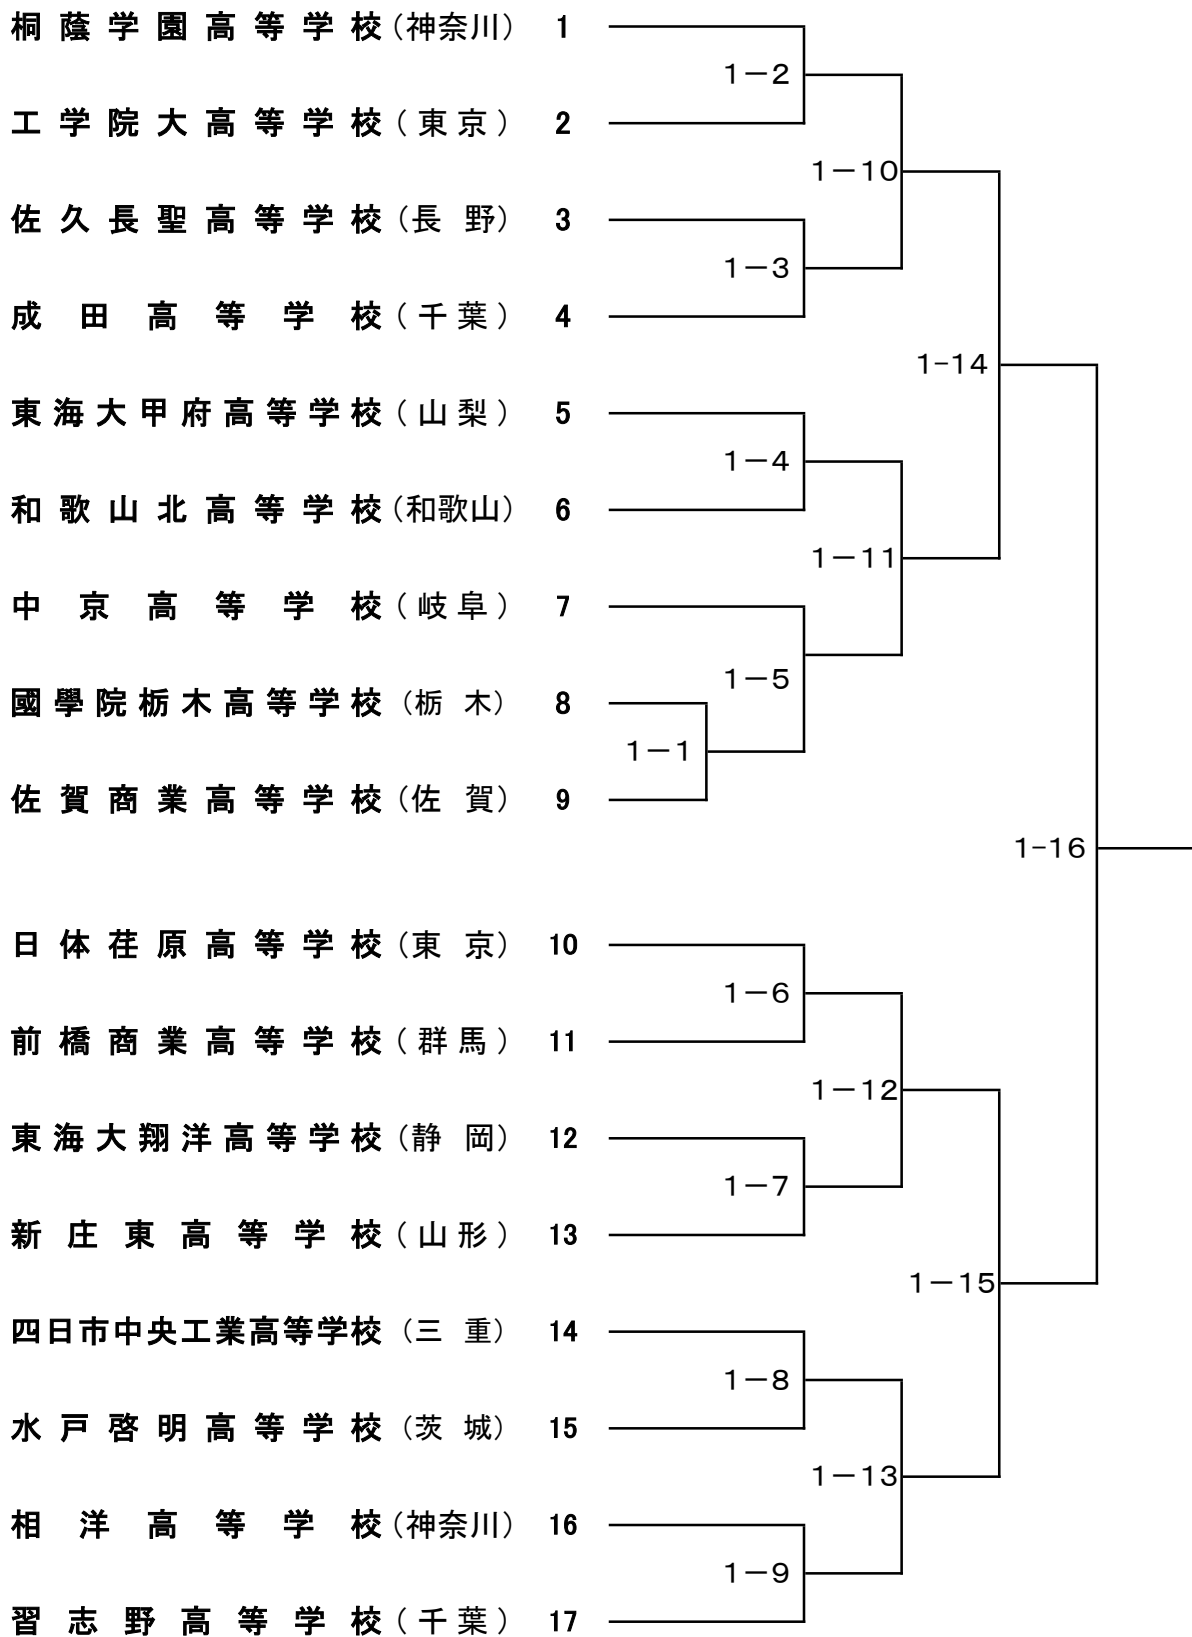 桐蔭学園高等学校(神奈川) 1
1－2
工学院大高等学校(東京) 2
1－10
佐久長聖高等学校(長野) 3
1－3
成田高等学校(千葉) 4
1-14
東海大甲府高等学校(山梨) 5
1－4
和歌山北高等学校(和歌山) 6
1－11
中京高等学校(岐阜) 7
1－5
國學院栃木高等学校(栃木) 8
1－1
佐賀商業高等学校(佐賀) 9
1-16
日体荏原高等学校(東京) 10
1－6
前橋商業高等学校(群馬) 11
1－12
東海大翔洋高等学校(静岡) 12
1－7
新庄東高等学校(山形) 13
1－15
四日市中央工業高等学校(三重) 14
1－8
水戸啓明高等学校(茨城) 15
1－13
相洋高等学校(神奈川) 16
1－9
習志野高等学校(千葉) 17